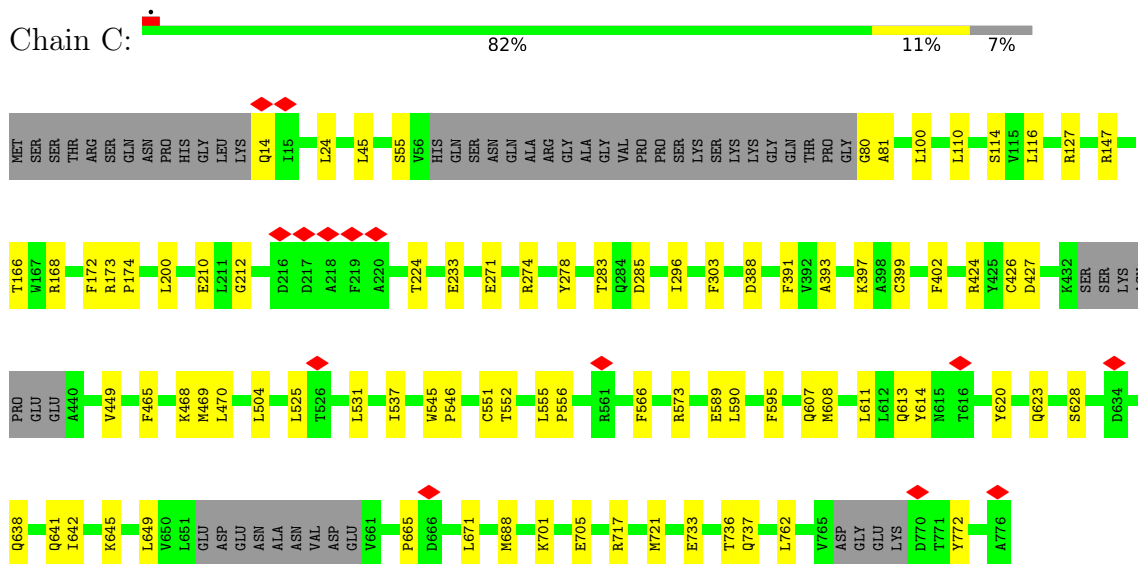 Chain C:
82% 11% 7%
MET SER SER THR ARG SER GLN ASN PRO HIS GLY LEU LYS Q14 I15 L24 L45 S55 V56 HIS GLN SER ASN GLN ALA ARG GLY ALA GLY VAL PRO PRO SER LYS SER LYS LYS GLY GLN THR PRO GLY G80 A81 L100 L110 S114 V115 L116 R127 R147
T166 W167 R168 F172 R173 P174 L200 E210 L211 G212 D216 D217 A218 F219 A220 T224 E233 E271 R274 Y278 T283 Q284 D285 I296 F303 D388 F391 V392 A393 K397 A398 C399 F402 R424 Y425 C426 D427 K432 SER SER LYS ASN
PRO GLU GLU A440 V449 F465 K468 M469 L470 L504 L525 T526 L531 I537 W545 P546 C551 T552 L555 P556 R561 F566 R573 E589 L590 F595 Q607 M608 L611 L612 Q613 Y614 N615 T616 Y620 Q623 S628 D634
Q638 Q641 I642 K645 L649 V650 L651 GLU ASP GLU ASN ALA ASN VAL ASP GLU V661 P665 D666 L671 M688 K701 E705 R717 M721 E733 T736 Q737 L762 V765 ASP GLY GLU LYS D770 T771 Y772 A776